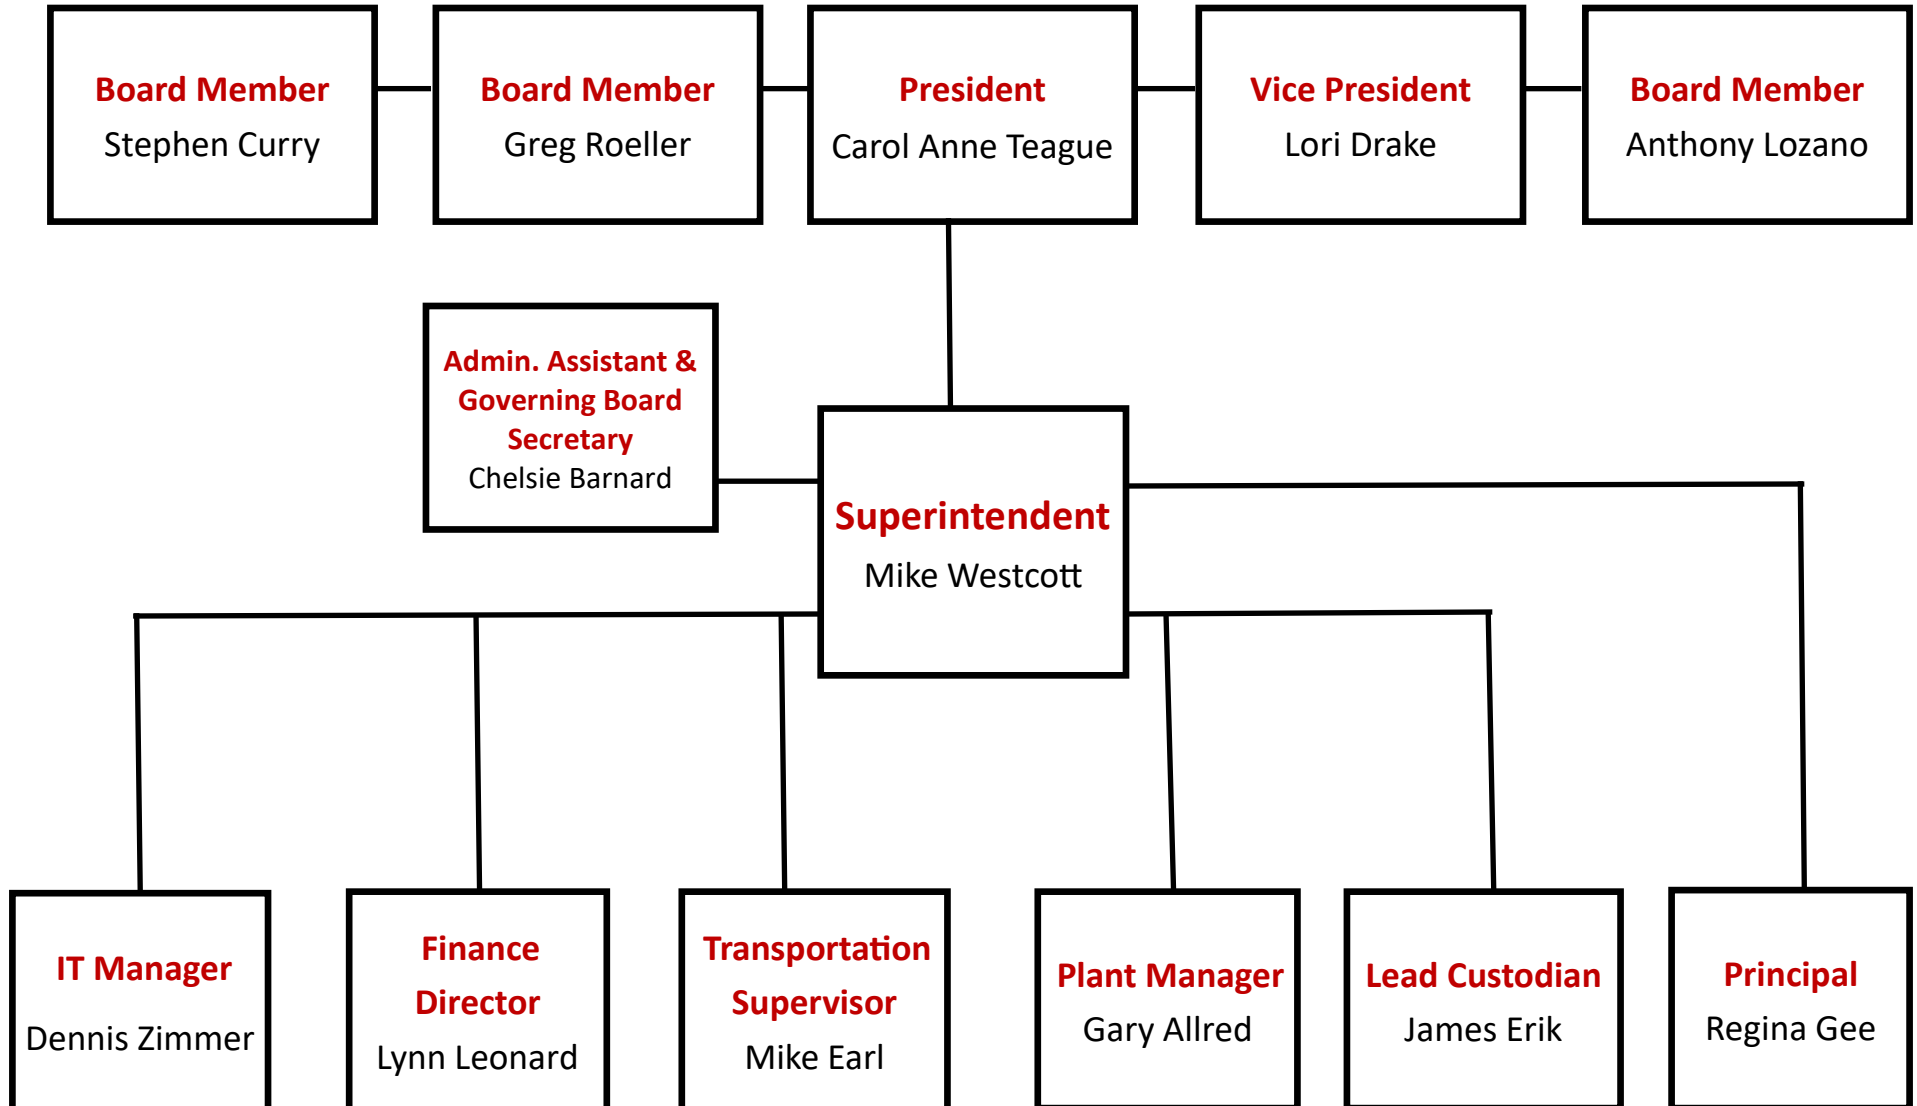 Board Member
Stephen Curry
Board Member
Greg Roeller
President
Carol Anne Teague
Vice President
Lori Drake
Board Member
Anthony Lozano
Admin. Assistant &
Governing Board
Secretary
Chelsie Barnard
Superintendent
Mike Westcott
IT Manager
Dennis Zimmer
Finance
Director
Lynn Leonard
Transportation
Supervisor
Mike Earl
Plant Manager
Gary Allred
Lead Custodian
James Erik
Principal
Regina Gee